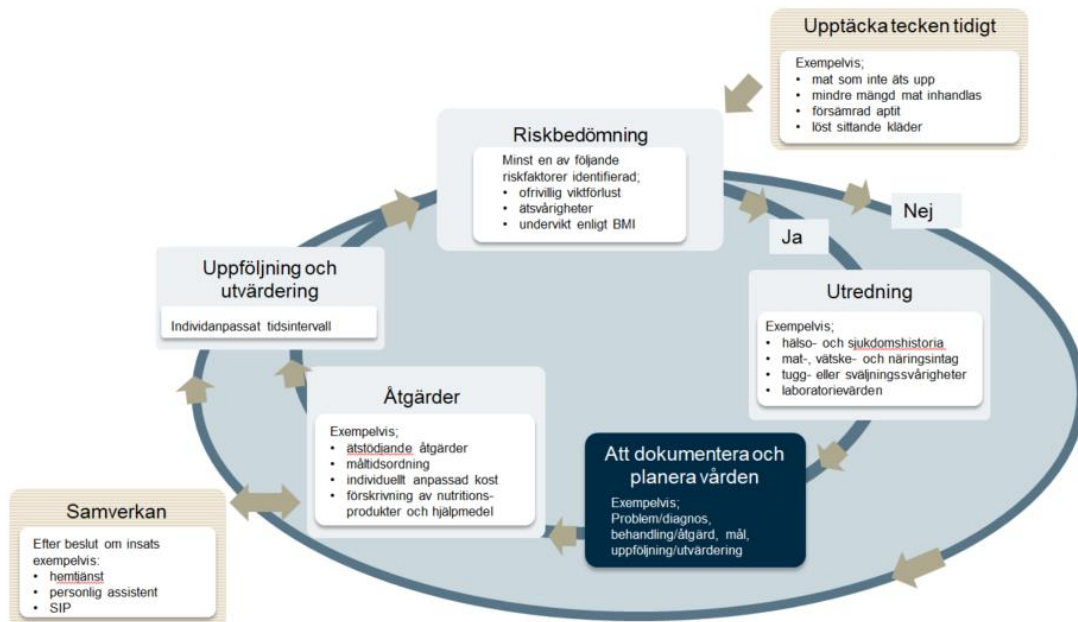 Upptäcka tecken tidigt
Exempelvis;
• mat som inte äts upp
• mindre mängd mat inhandlas
• försämrad aptit
• löst sittande kläder
Riskbedömning
Minst en av följande
riskfaktorer identifierad;
• ofrivillig viktförlust
• ätsvårigheter
• undervikt enligt BMI
Nej
Ja
Utredning
Exempelvis;
• hälso- och sjukdomshistoria
• mat-, vätske- och näringsintag
• tugg- eller sväljningssvårigheter
• laboratorievärden
Att dokumentera och
planera vården
Exempelvis;
Problem/diagnos,
behandling/åtgärd, mål,
uppföljning/utvärdering
Åtgärder
Exempelvis;
• ätstödjande åtgärder
• måltidsordning
• individuellt anpassad kost
• förskrivning av nutritions-
produkter och hjälpmedel
Uppföljning och
utvärdering
Individanpassat tidsintervall
Samverkan
Efter beslut om insats
exempelvis:
• hemtjänst
• personlig assistent
• SIP